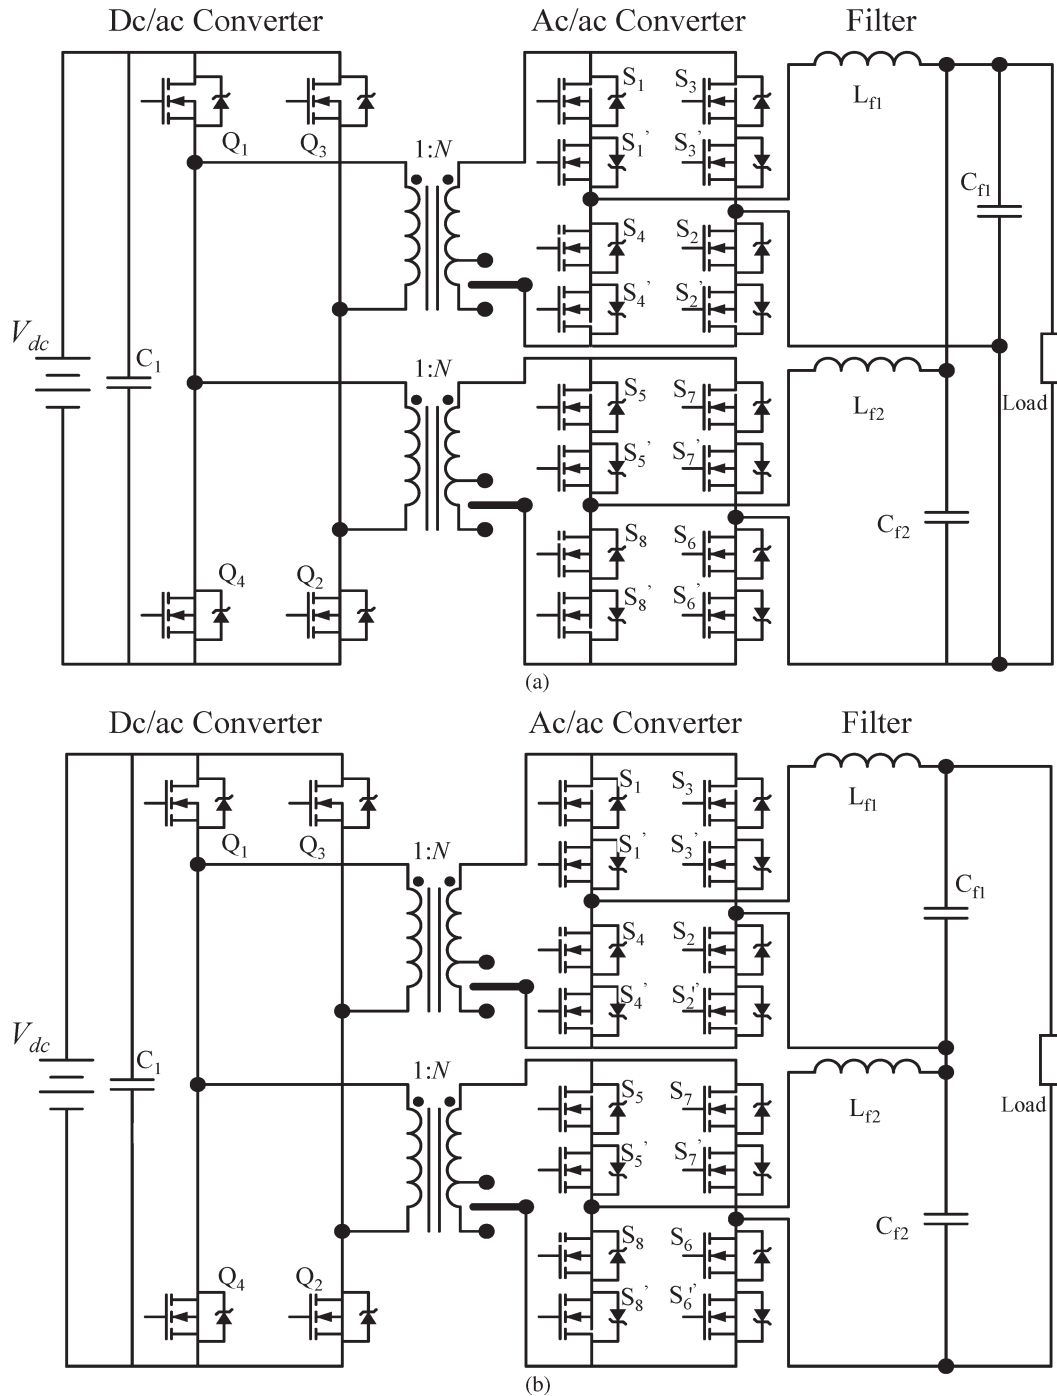 Dc/ac Converter Ac/ac Converter Filter
S1 S3
Lf1
Q1 Q3 S1’ S3’
1:N
Cf1
S4 S2
S4’ S2’
Vdc
C1
1:N
S5 S7
Lf2 Load
S5’ S7’
Cf2
S8 S6
Q4 Q2
S8’ S6’
(a)
Dc/ac Converter Ac/ac Converter Filter
S1 S3
Lf1
Q1 Q3 S1’ S3’
1:N
Cf1
S4 S2
S4’ S2'’
Vdc
C1
1:N
S5 S7
Lf2 Load
S5’ S7’
Cf2
S8 S6
Q4 Q2
S8’ S6'’
(b)